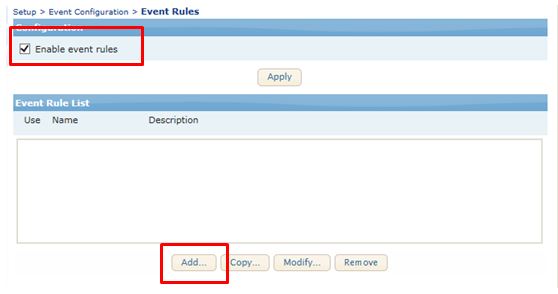 Setup > Event Configuration > Event Rules
Configuration
Enable event rules
Apply
Event Rule List
Use Name Description
Add... Copy... Modify... Remove